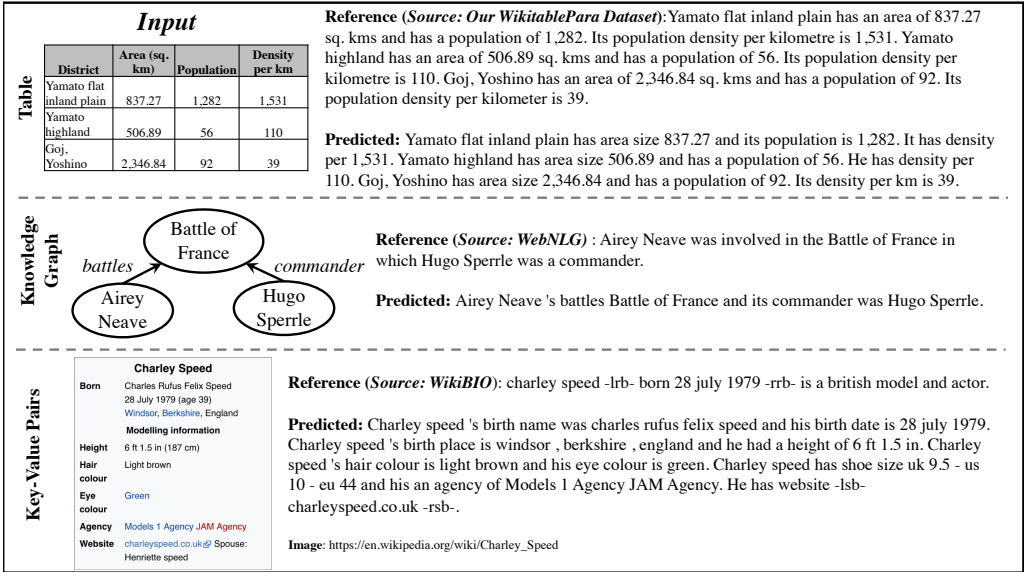 Input
Table
District
Area (sq. km)
Population
Density per km
Yamato flat inland plain
837.27
1,282
1,531
Yamato highland
506.89
56
110
Goj, Yoshino
2,346.84
92
39
Reference (Source: Our WikitablePara Dataset):Yamato flat inland plain has an area of 837.27
sq. kms and has a population of 1,282. Its population density per kilometre is 1,531. Yamato
highland has an area of 506.89 sq. kms and has a population of 56. Its population density per
kilometre is 110. Goj, Yoshino has an area of 2,346.84 sq. kms and has a population of 92. Its
population density per kilometer is 39.
Predicted: Yamato flat inland plain has area size 837.27 and its population is 1,282. It has density
per 1,531. Yamato highland has area size 506.89 and has a population of 56. He has density per
110. Goj, Yoshino has area size 2,346.84 and has a population of 92. Its density per km is 39.
Knowledge
Graph
Battle of
France
battles
commander
Airey
Neave
Hugo
Sperrle
Reference (Source: WebNLG) : Airey Neave was involved in the Battle of France in
which Hugo Sperrle was a commander.
Predicted: Airey Neave 's battles Battle of France and its commander was Hugo Sperrle.
Key-Value Pairs
Charley Speed
Born Charles Rufus Felix Speed
28 July 1979 (age 39)
Windsor, Berkshire, England
Modelling information
Height 6 ft 1.5 in (187 cm)
Hair Light brown
colour
Eye Green
colour
Agency Models 1 Agency JAM Agency
Website charleyspeed.co.uk Spouse:
Henriette speed
Reference (Source: WikiBIO): charley speed -lrb- born 28 july 1979 -rrb- is a british model and actor.
Predicted: Charley speed 's birth name was charles rufus felix speed and his birth date is 28 july 1979.
Charley speed 's birth place is windsor , berkshire , england and he had a height of 6 ft 1.5 in. Charley
speed 's hair colour is light brown and his eye colour is green. Charley speed has shoe size uk 9.5 - us
10 - eu 44 and his an agency of Models 1 Agency JAM Agency. He has website -lsb-
charleyspeed.co.uk -rsb-.
Image: https://en.wikipedia.org/wiki/Charley_Speed